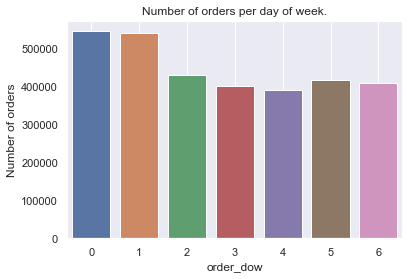 Number of orders per day of week.
500000
400000
300000
200000
100000
0
Number of orders
0 1 2 3 4 5 6
order_dow